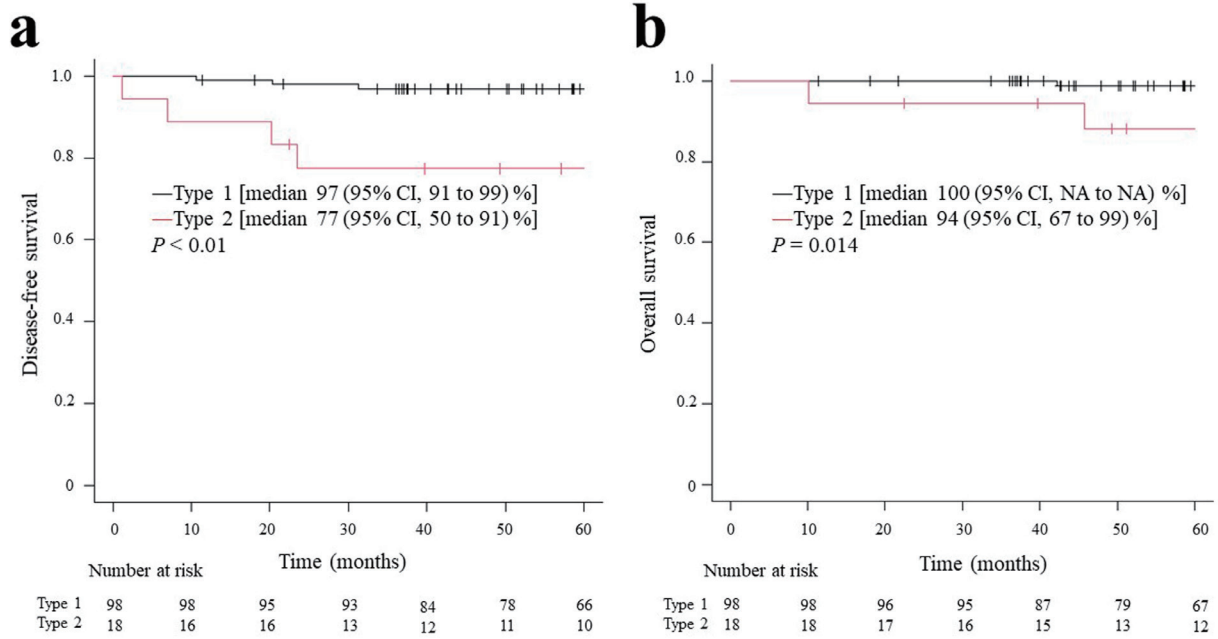 a
1.0
0.8
0.6
0.4
0.2
0
Disease-free survival
Type 1 [median 97 (95% CI, 91 to 99) %]
Type 2 [median 77 (95% CI, 50 to 91) %]
P < 0.01
0 10 20 30 40 50 60
Time (months)
Number at risk
Type 1 98 98 95 93 84 78 66
Type 2 18 16 16 13 12 11 10
b
1.0
0.8
0.6
0.4
0.2
0
Overall survival
Type 1 [median 100 (95% CI, NA to NA) %]
Type 2 [median 94 (95% CI, 67 to 99) %]
P = 0.014
0 10 20 30 40 50 60
Time (months)
Number at risk
Type 1 98 98 96 95 87 79 67
Type 2 18 18 17 16 15 13 12